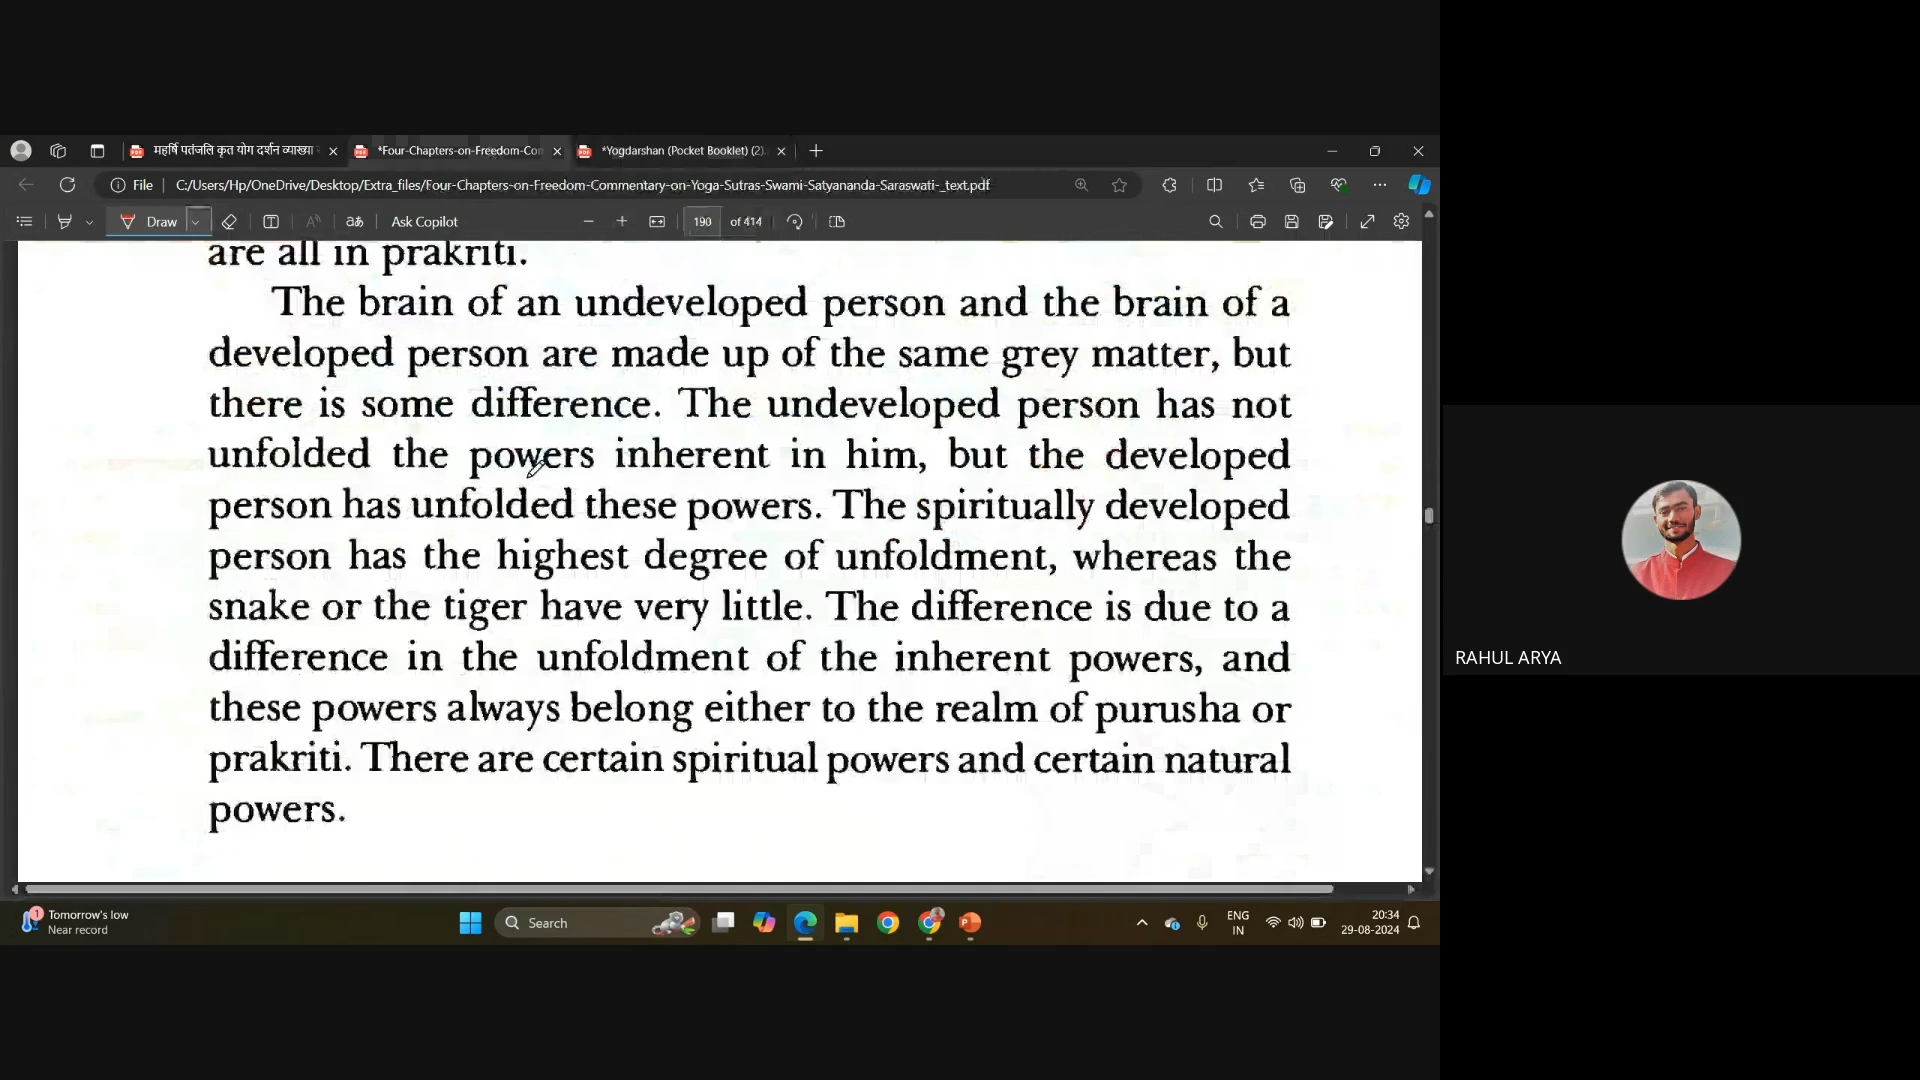 महर्षि पतंजलि कृत योग दर्शन व्याख्या
*Four-Chapters-on-Freedom-Con
*Yogdarshan (Pocket Booklet) (2).
File
C:/Users/Hp/OneDrive/Desktop/Extra_files/Four-Chapters-on-Freedom-Commentary-on-Yoga-Sutras-Swami-Satyananda-Saraswati-_text.pdf
Draw
Ask Copilot
190 of 414
are all in prakriti.
The brain of an undeveloped person and the brain of a
developed person are made up of the same grey matter, but
there is some difference. The undeveloped person has not
unfolded the powers inherent in him, but the developed
person has unfolded these powers. The spiritually developed
person has the highest degree of unfoldment, whereas the
snake or the tiger have very little. The difference is due to a
difference in the unfoldment of the inherent powers, and
these powers always belong either to the realm of purusha or
prakriti. There are certain spiritual powers and certain natural
powers.
RAHUL ARYA
1
Tomorrow's low
Near record
Search
ENG
IN
20:34
29-08-2024